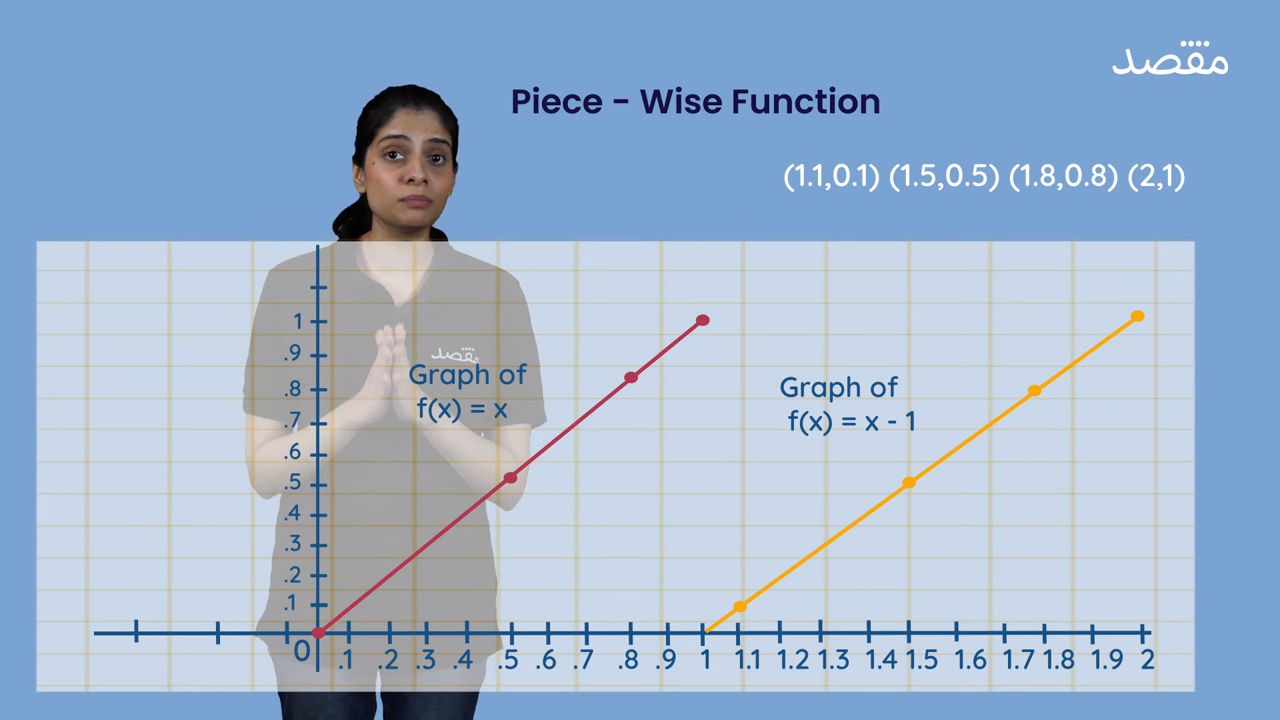 مقصد
Piece - Wise Function
(1.1,0.1) (1.5,0.5) (1.8,0.8) (2,1)
مقصد
Graph of
f(x) = x
Graph of
f(x) = x - 1
1
.9
.8
.7
.6
.5
.4
.3
.2
.1
0 .1 .2 .3 .4 .5 .6 .7 .8 .9 1 1.1 1.2 1.3 1.4 1.5 1.6 1.7 1.8 1.9 2